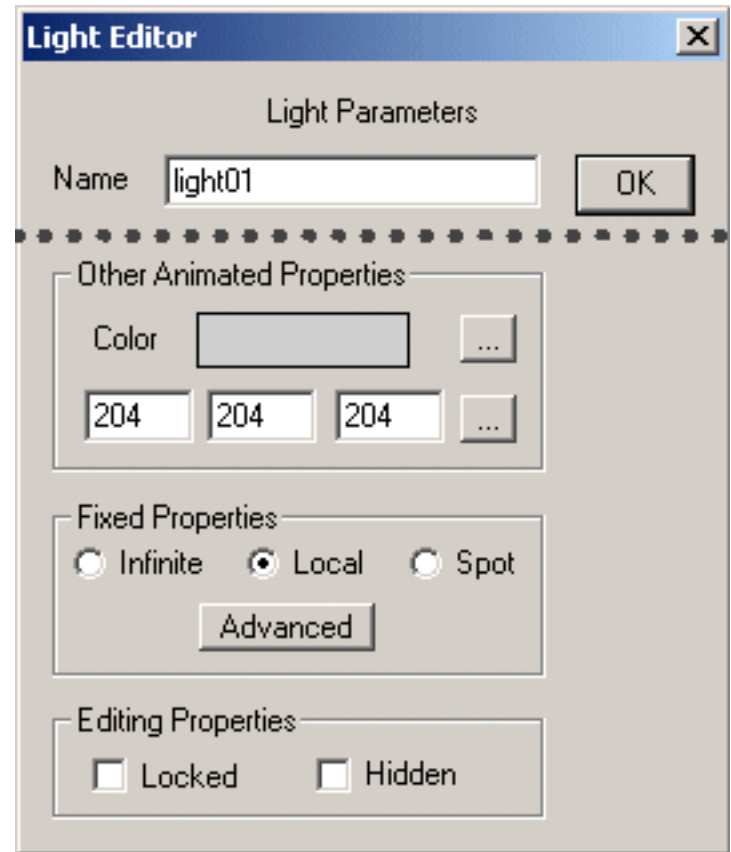 Light Editor
Light Parameters
Name light01 OK
Other Animated Properties
Color ...
204 204 204 ...
Fixed Properties
Infinite Local Spot
Advanced
Editing Properties
Locked Hidden